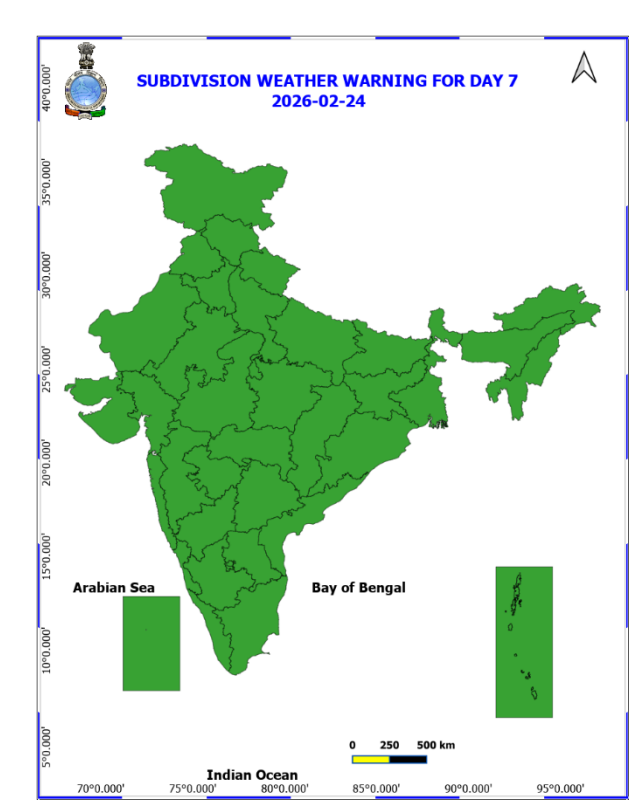 SUBDIVISION WEATHER WARNING FOR DAY 7
2026-02-24
40°0.000'
35°0.000'
30°0.000'
25°0.000'
20°0.000'
15°0.000'
10°0.000'
5°0.000'
Arabian Sea
Bay of Bengal
0 250 500 km
Indian Ocean
70°0.000' 75°0.000' 80°0.000' 85°0.000' 90°0.000' 95°0.000'